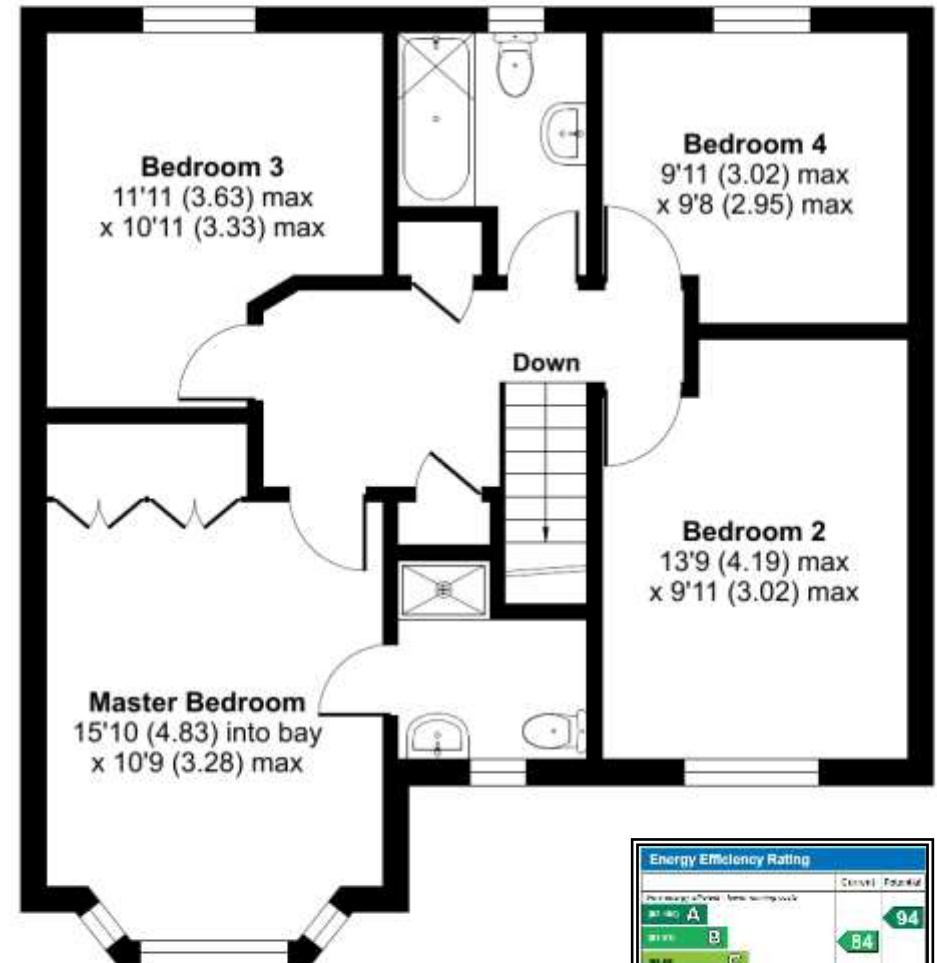 Bedroom 3
11'11 (3.63) max
x 10'11 (3.33) max
Bedroom 4
9'11 (3.02) max
x 9'8 (2.95) max
Down
Bedroom 2
13'9 (4.19) max
x 9'11 (3.02) max
Master Bedroom
15'10 (4.83) into bay
x 10'9 (3.28) max
Energy Efficiency Rating
Current Potential
A
94
B
84